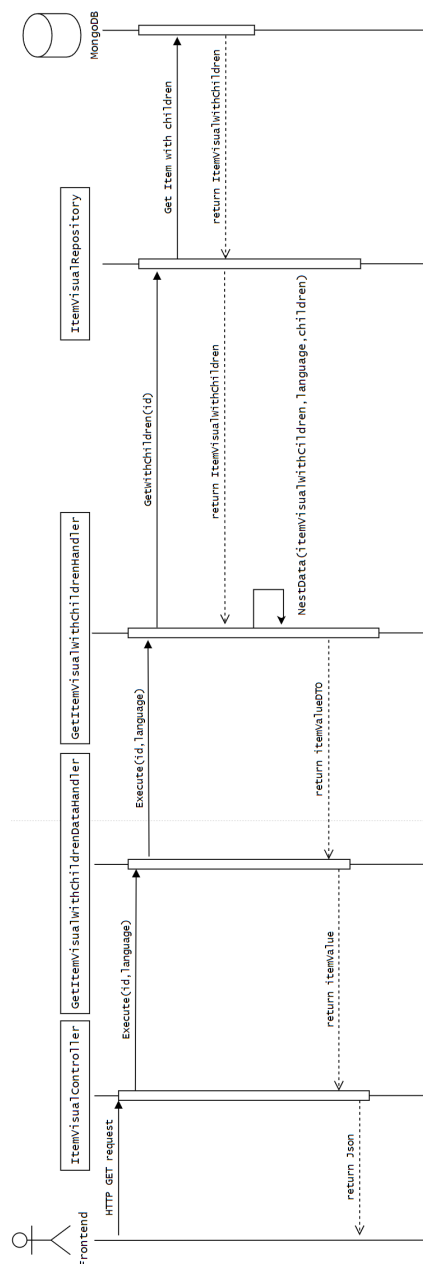 Frontend
ItemVisualController
GetItemVisualWithChildrenDataHandler
GetItemVisualWithChildrenHandler
ItemVisualRepository
MongoDB
HTTP GET request
Execute(id,language)
Execute(id,language)
GetWithChildren(id)
Get Item with children
return ItemVisualWithChildren
return ItemVisualWithChildren
NestData(itemVisualWithChildren,language,children)
return itemValueDTO
return itemValue
return Json